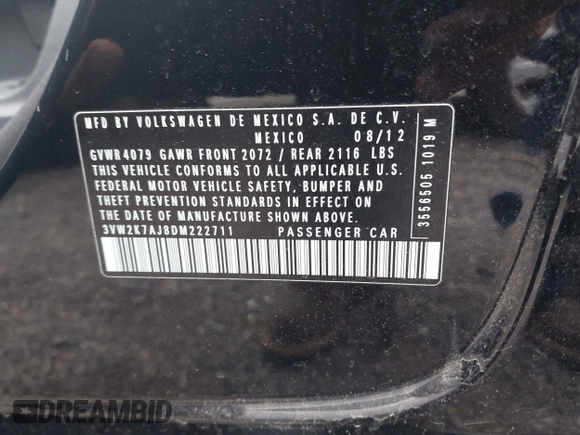 MFD BY VOLKSWAGEN DE MEXICO S.A. DE C.V.
MEXICO 08/12
GVWR 4079 GAWR FRONT 2072 / REAR 2116 LBS
THIS VEHICLE CONFORMS TO ALL APPLICABLE U.S.
FEDERAL MOTOR VEHICLE SAFETY, BUMPER AND
THEFT PREVENTION STANDARDS IN EFFECT ON THE
DATE OF MANUFACTURE SHOWN ABOVE.
3VW2K7AJ8DM222711 PASSENGER CAR
3556505 1019 M
DREAMBID